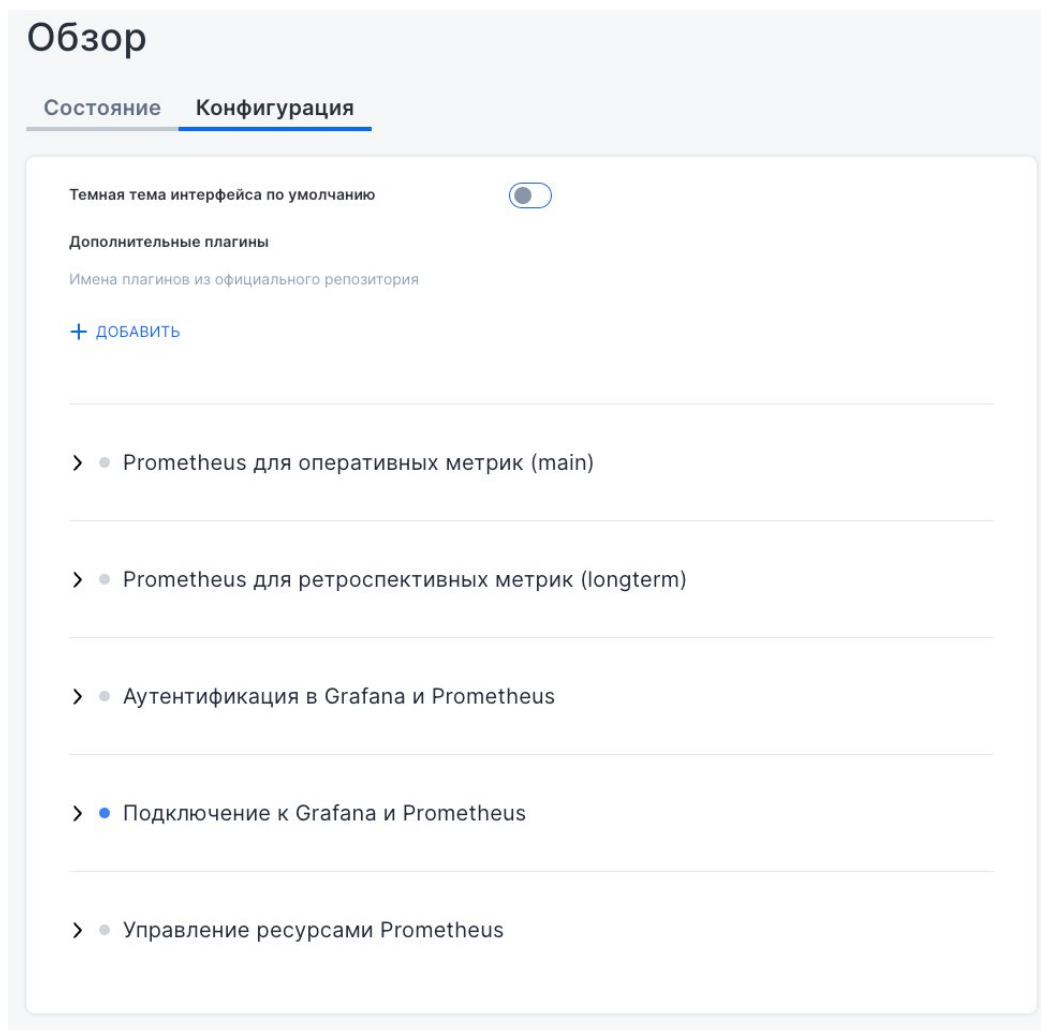 Обзор
Состояние Конфигурация
Темная тема интерфейса по умолчанию
Дополнительные плагины
Имена плагинов из официального репозитория
+ ДОБАВИТЬ
Prometheus для оперативных метрик (main)
Prometheus для ретроспективных метрик (longterm)
Аутентификация в Grafana и Prometheus
Подключение к Grafana и Prometheus
Управление ресурсами Prometheus